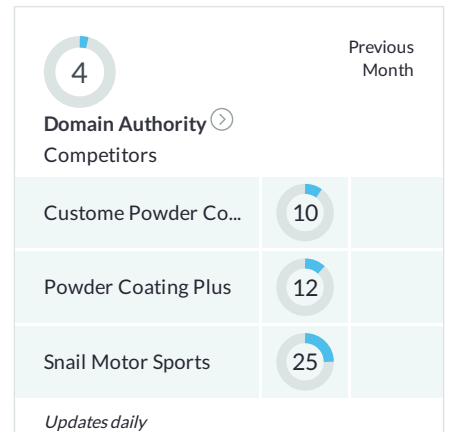 4
Previous
Month
Domain Authority
Competitors
Custome Powder Co... 10
Powder Coating Plus 12
Snail Motor Sports 25
Updates daily